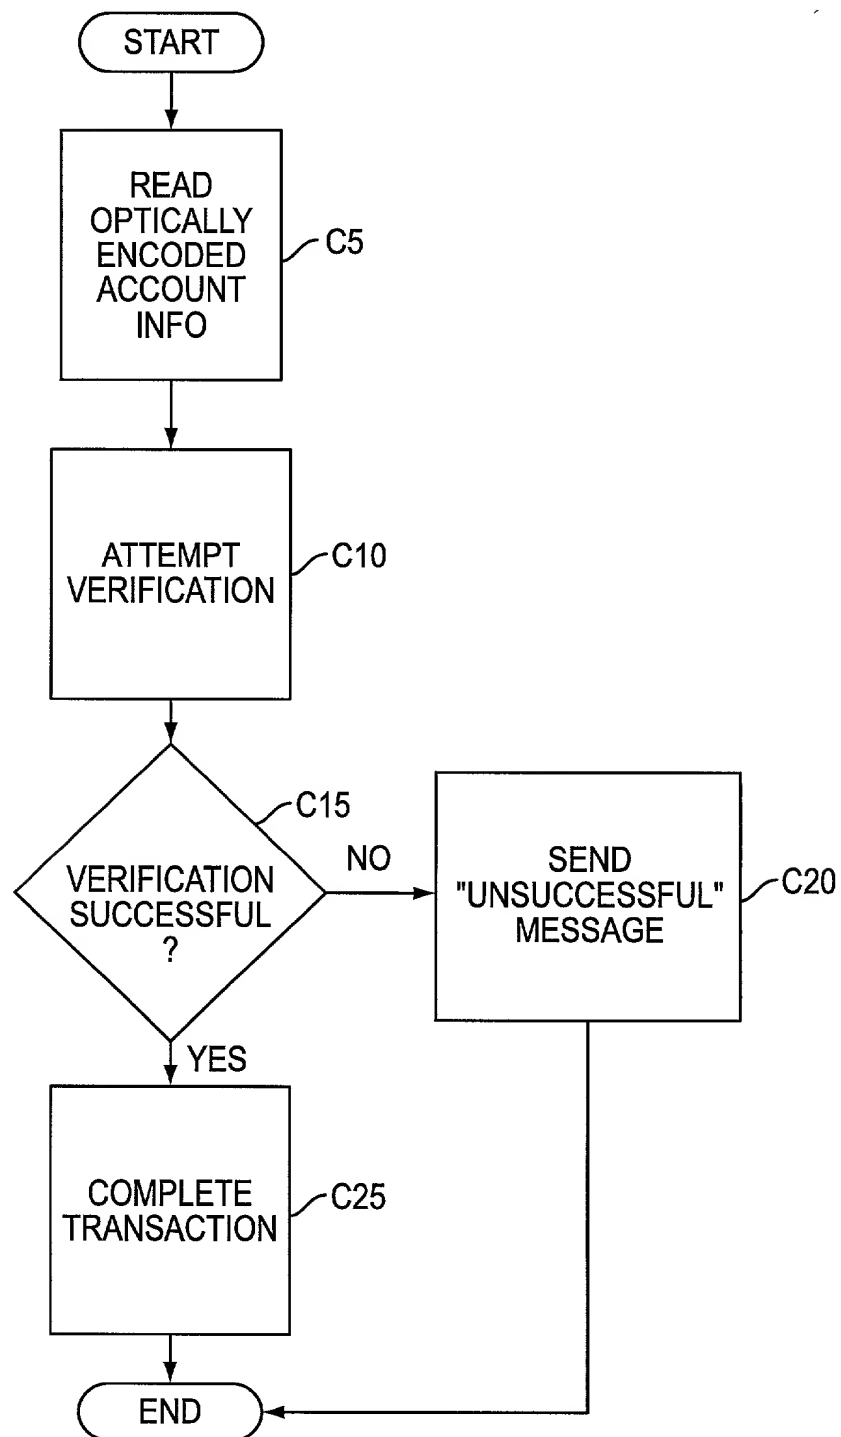 START
READ
OPTICALLY
ENCODED
ACCOUNT
INFO
C5
ATTEMPT
VERIFICATION
C10
C15
VERIFICATION
SUCCESSFUL
?
NO
SEND
"UNSUCCESSFUL"
MESSAGE
C20
YES
COMPLETE
TRANSACTION
C25
END